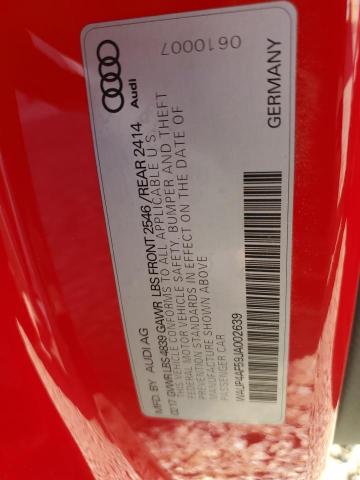 0610007
Audi
MFD. BY AUDI AG
02/17 GWWR LBS 4839 GAWR LBS FRONT 2546 /REAR 2414
THIS VEHICLE CONFORMS TO ALL APPLICABLE U.S.
FEDERAL MOTOR VEHICLE SAFETY, BUMPER AND THEFT
PREVENTION STANDARDS IN EFFECT ON THE DATE OF
MANUFACTURE SHOWN ABOVE
PASSENGER CAR
WAUP4AF59JA002639
GERMANY